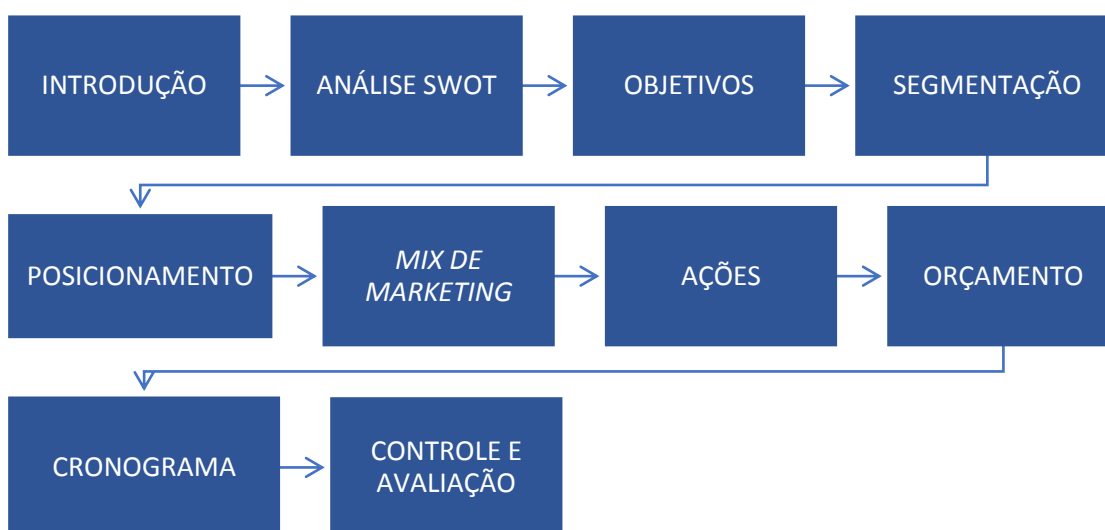 INTRODUÇÃO
ANÁLISE SWOT
OBJETIVOS
SEGMENTAÇÃO
POSICIONAMENTO
MIX DE
MARKETING
AÇÕES
ORÇAMENTO
CRONOGRAMA
CONTROLE E
AVALIAÇÃO